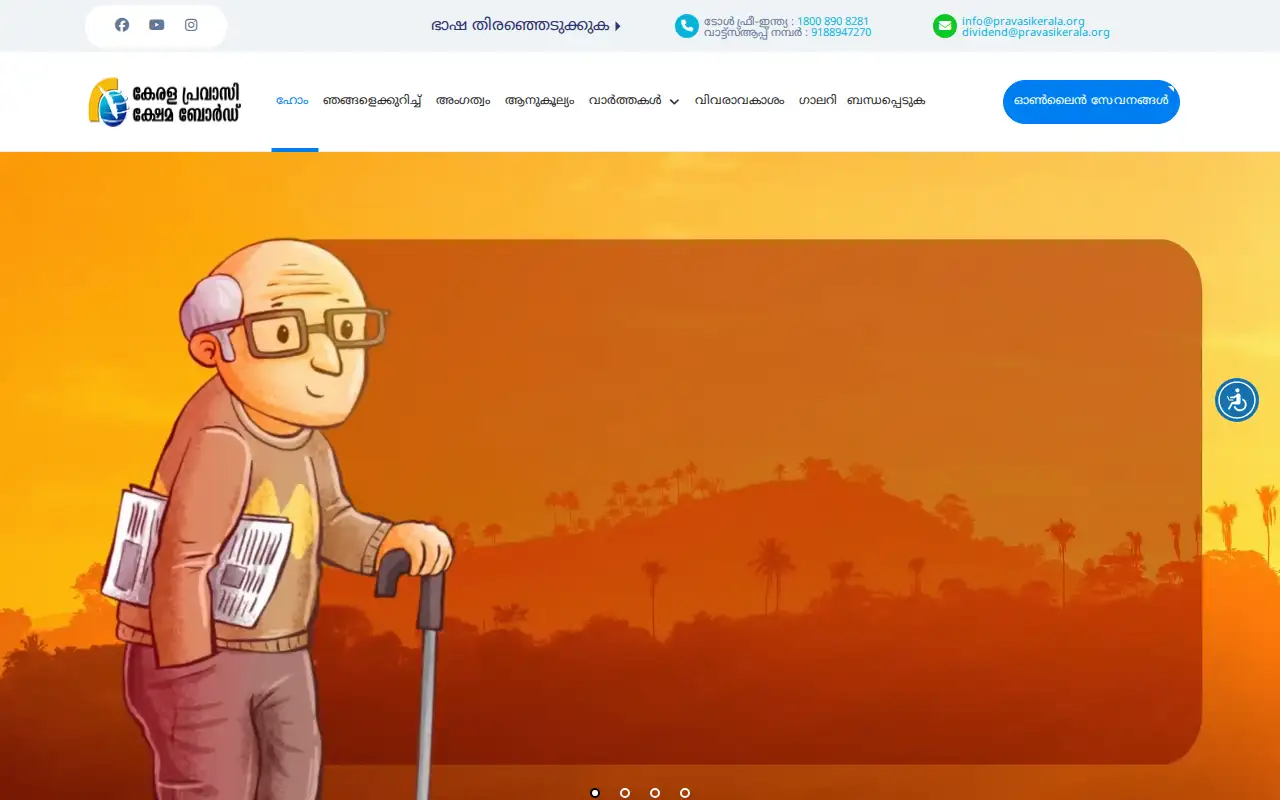 ഭാഷ തിരഞ്ഞെടുക്കുക
ടോൾ ഫ്രീ-ഇന്ത്യ : 1800 890 8281
വാട്ട്സ്ആപ്പ് നമ്പർ : 9188947270
info@pravasikerala.org
dividend@pravasikerala.org
കേരള പ്രവാസി
ക്ഷേമ ബോർഡ്
ഹോം ഞങ്ങളെക്കുറിച്ച് അംഗത്വം ആനുകൂല്യം വാർത്തകൾ വിവരാവകാശം ഗാലറി ബന്ധപ്പെടുക
ഓൺലൈൻ സേവനങ്ങൾ